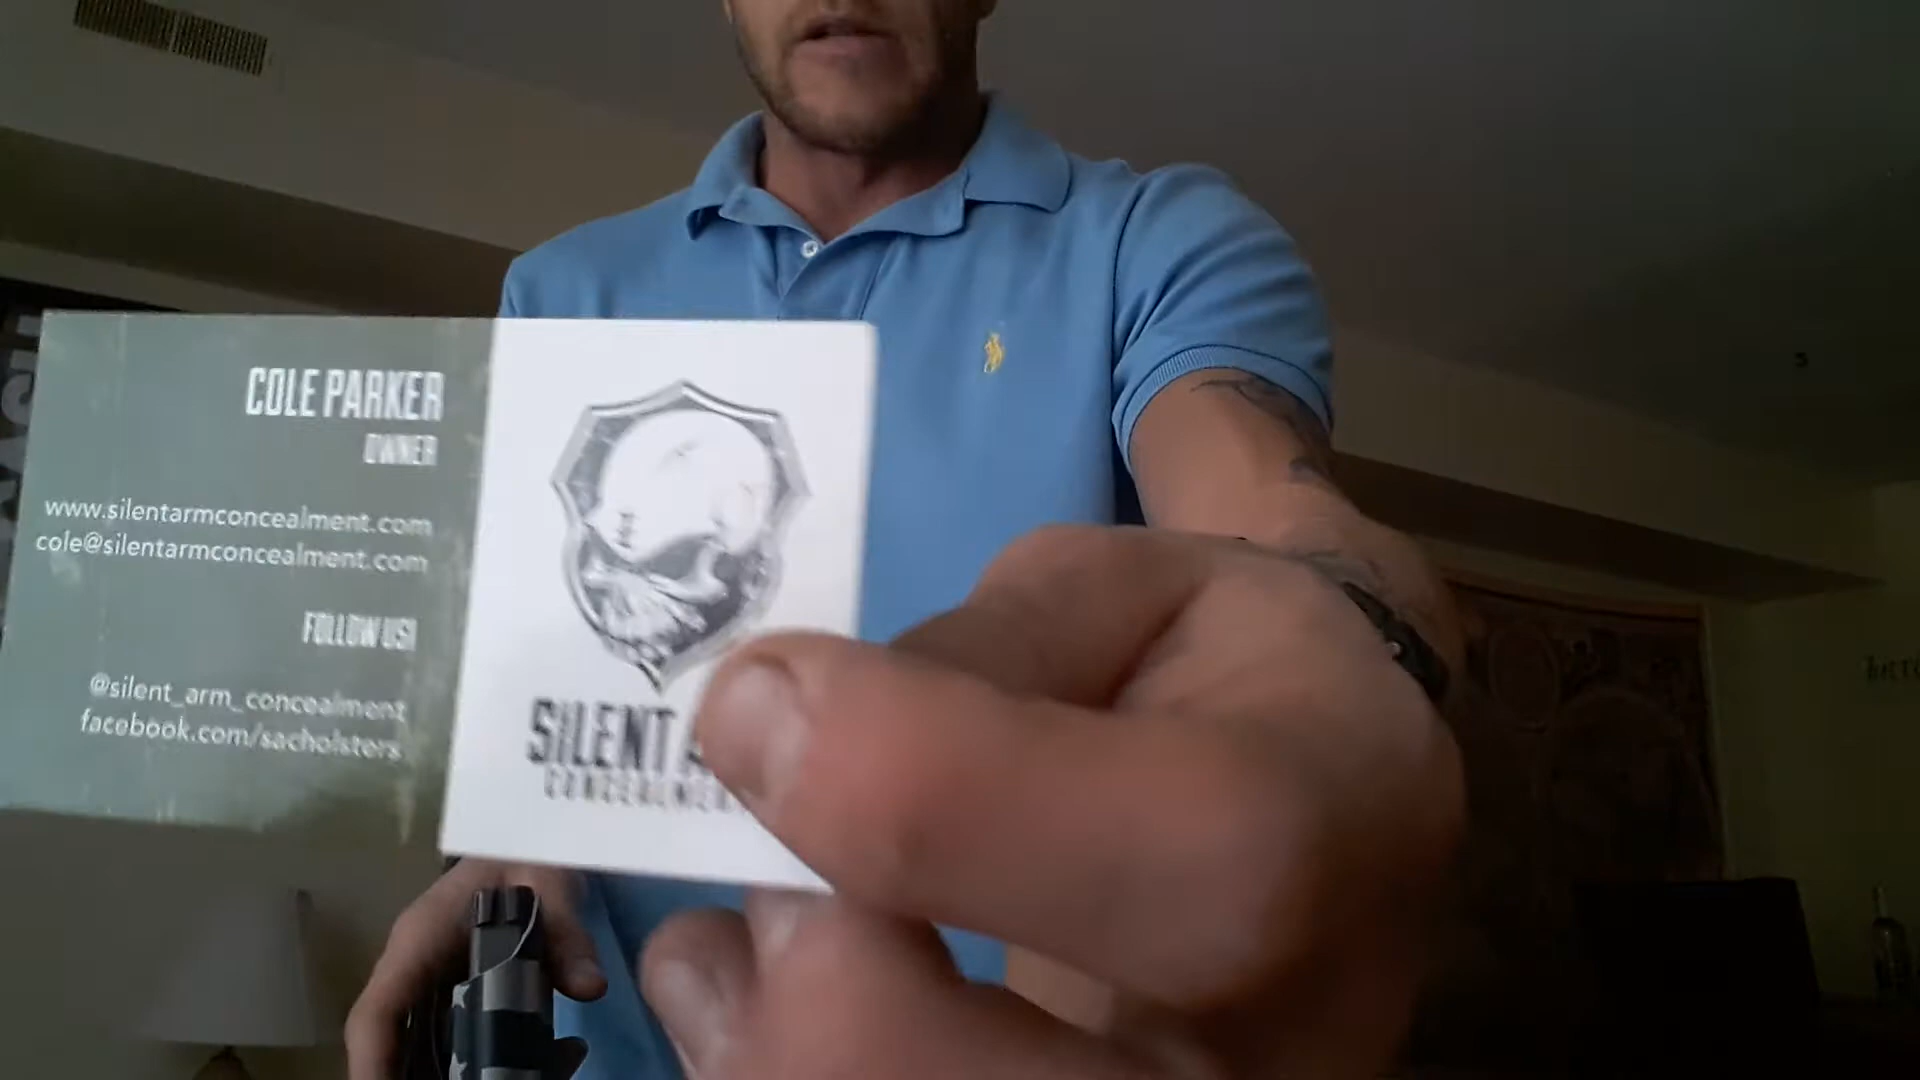 COLE PARKER
OWNER
www.silentarmconcealment.com
cole@silentarmconcealment.com
FOLLOW US!
@silent_arm_concealment
facebook.com/sacholsters
SILENT